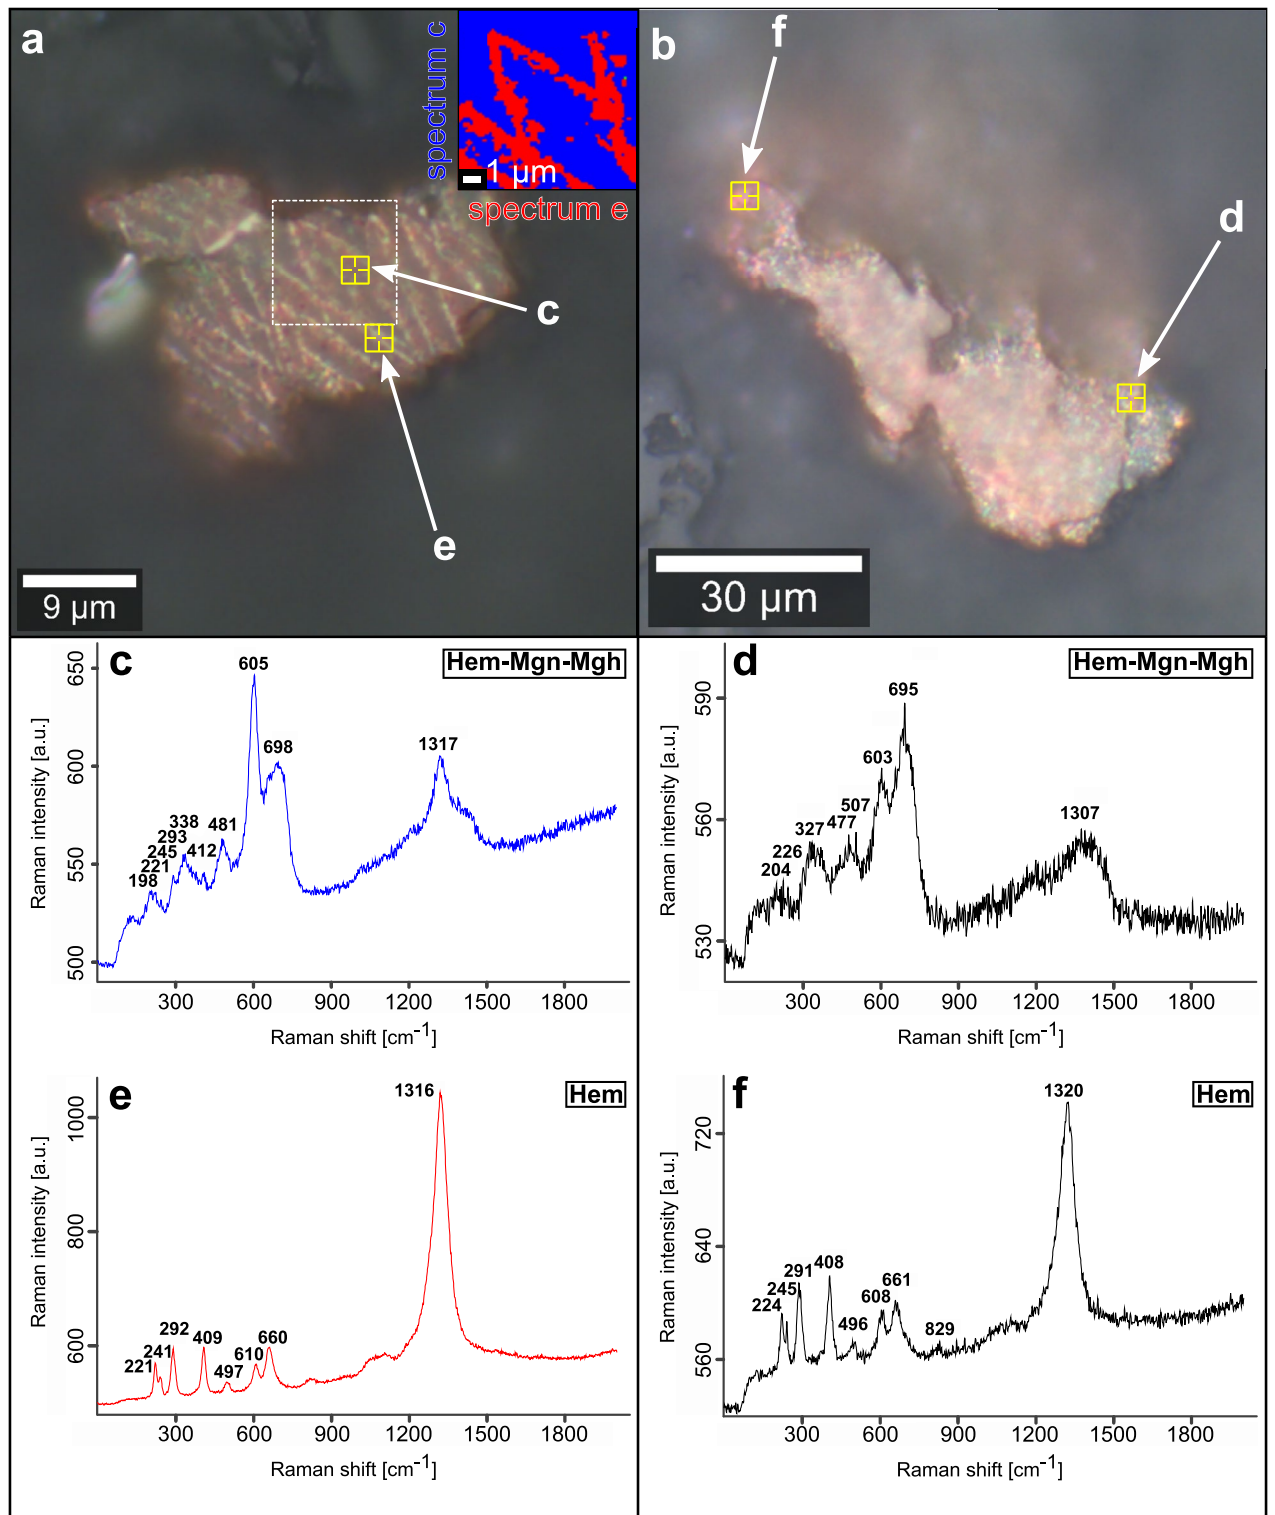 a
spectrum c
1 µm
spectrum e
c
e
9 µm
b
f
d
30 µm
c
Hem-Mgn-Mgh
Raman intensity [a.u.]
650
600
550
500
605
698
1317
198
221
245
293
338
412
481
300 600 900 1200 1500 1800
Raman shift [cm⁻¹]
d
Hem-Mgn-Mgh
Raman intensity [a.u.]
590
560
530
204
226
327
477
507
603
695
1307
300 600 900 1200 1500 1800
Raman shift [cm⁻¹]
e
Hem
Raman intensity [a.u.]
1000
800
600
221
241
292
409
497
610
660
1316
300 600 900 1200 1500 1800
Raman shift [cm⁻¹]
f
Hem
Raman intensity [a.u.]
720
640
560
224
245
291
408
496
608
661
829
1320
300 600 900 1200 1500 1800
Raman shift [cm⁻¹]